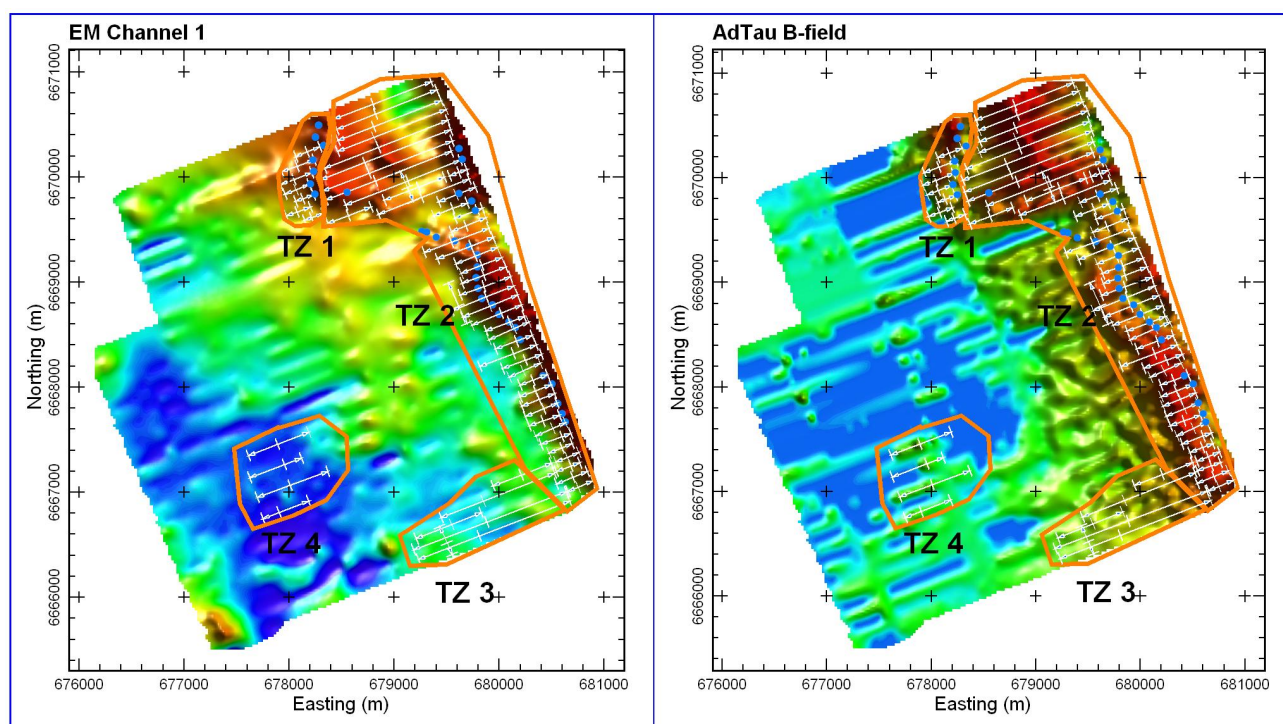 EM Channel 1
AdTau B-field
6671000
6670000
6669000
6668000
6667000
6666000
Northing (m)
TZ 1
TZ 2
TZ 3
TZ 4
676000 677000 678000 679000 680000 681000
Easting (m)
6671000
6670000
6669000
6668000
6667000
6666000
Northing (m)
TZ 1
TZ 2
TZ 3
TZ 4
676000 677000 678000 679000 680000 681000
Easting (m)